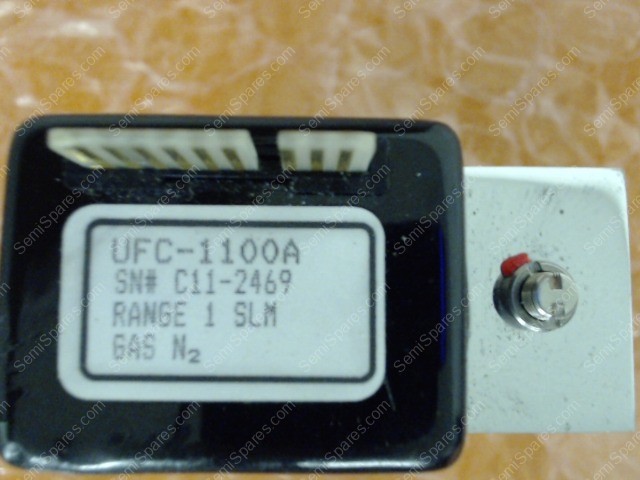 UFC-1100A
SN# C11-2469
RANGE 1 SLM
GAS N₂
SemiSpares.com